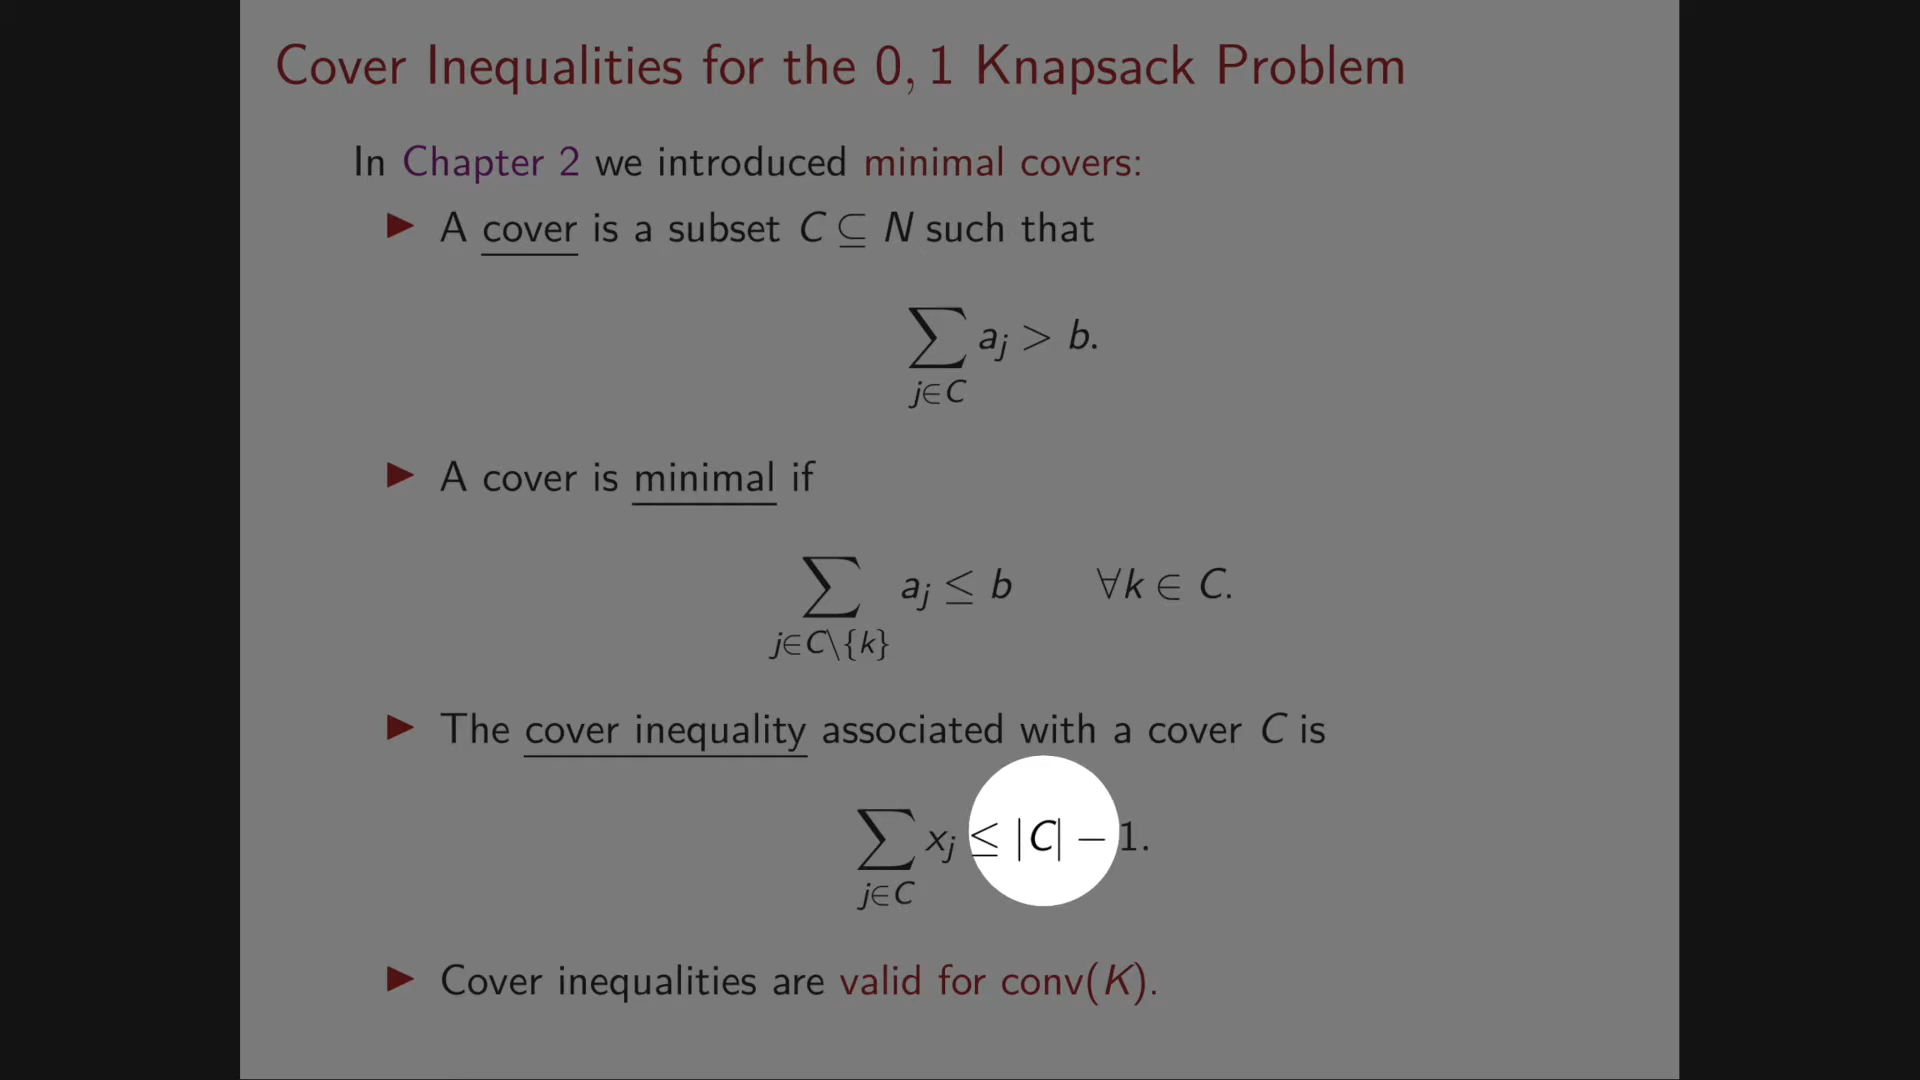 Cover Inequalities for the 0, 1 Knapsack Problem
In Chapter 2 we introduced minimal covers:
▶ A cover is a subset C ⊆ N such that
∑_{j∈C} a_j > b.
▶ A cover is minimal if
∑_{j∈C\{k}} a_j ≤ b ∀k ∈ C.
▶ The cover inequality associated with a cover C is
∑_{j∈C} x_j ≤ |C| − 1.
▶ Cover inequalities are valid for conv(K).